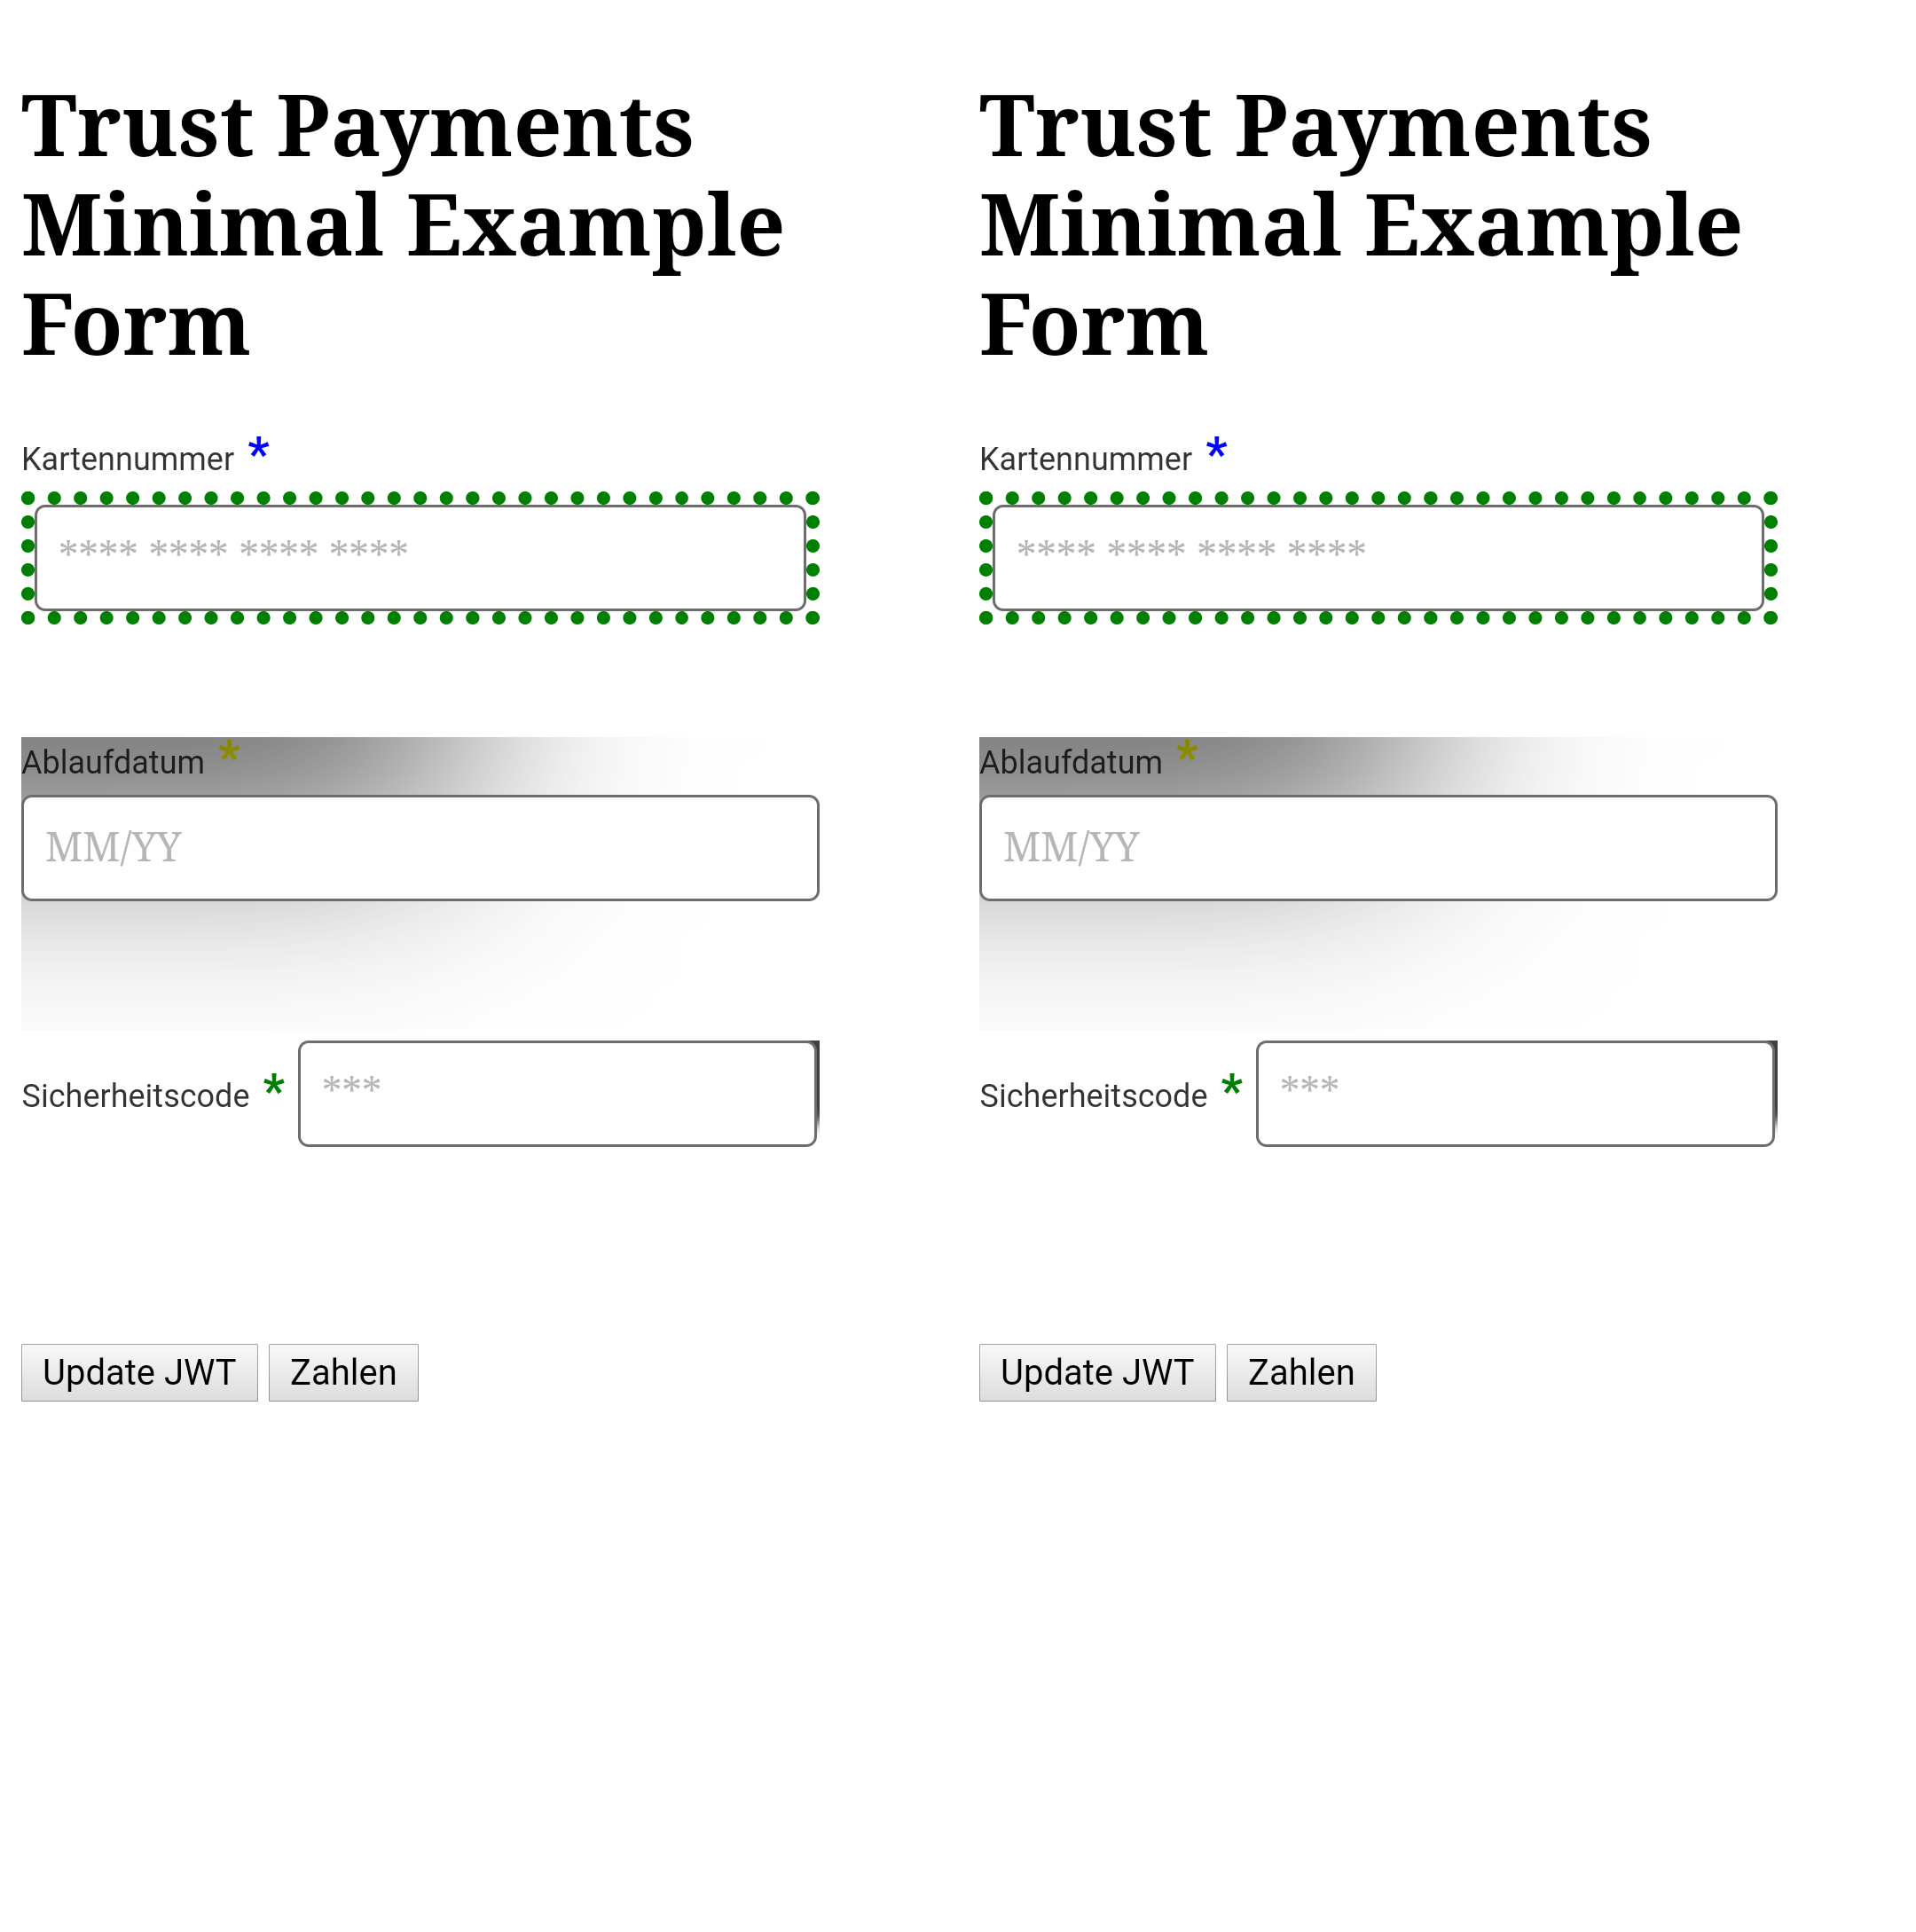 Trust Payments
Minimal Example
Form
Kartennummer *
**** **** **** ****
Ablaufdatum *
MM/YY
Sicherheitscode * ***
Update JWT Zahlen
Trust Payments
Minimal Example
Form
Kartennummer *
**** **** **** ****
Ablaufdatum *
MM/YY
Sicherheitscode * ***
Update JWT Zahlen